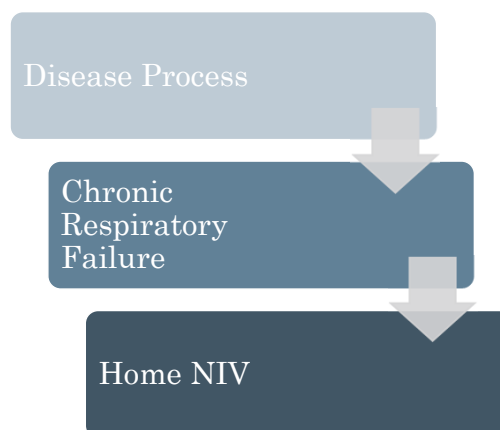 Disease Process
Chronic
Respiratory
Failure
Home NIV